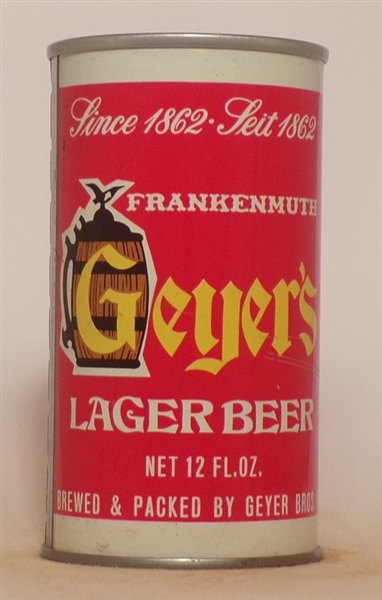 Since 1862 · Seit 1862
FRANKENMUTH
Geyer's
LAGER BEER
NET 12 FL.OZ.
BREWED & PACKED BY GEYER BROS.